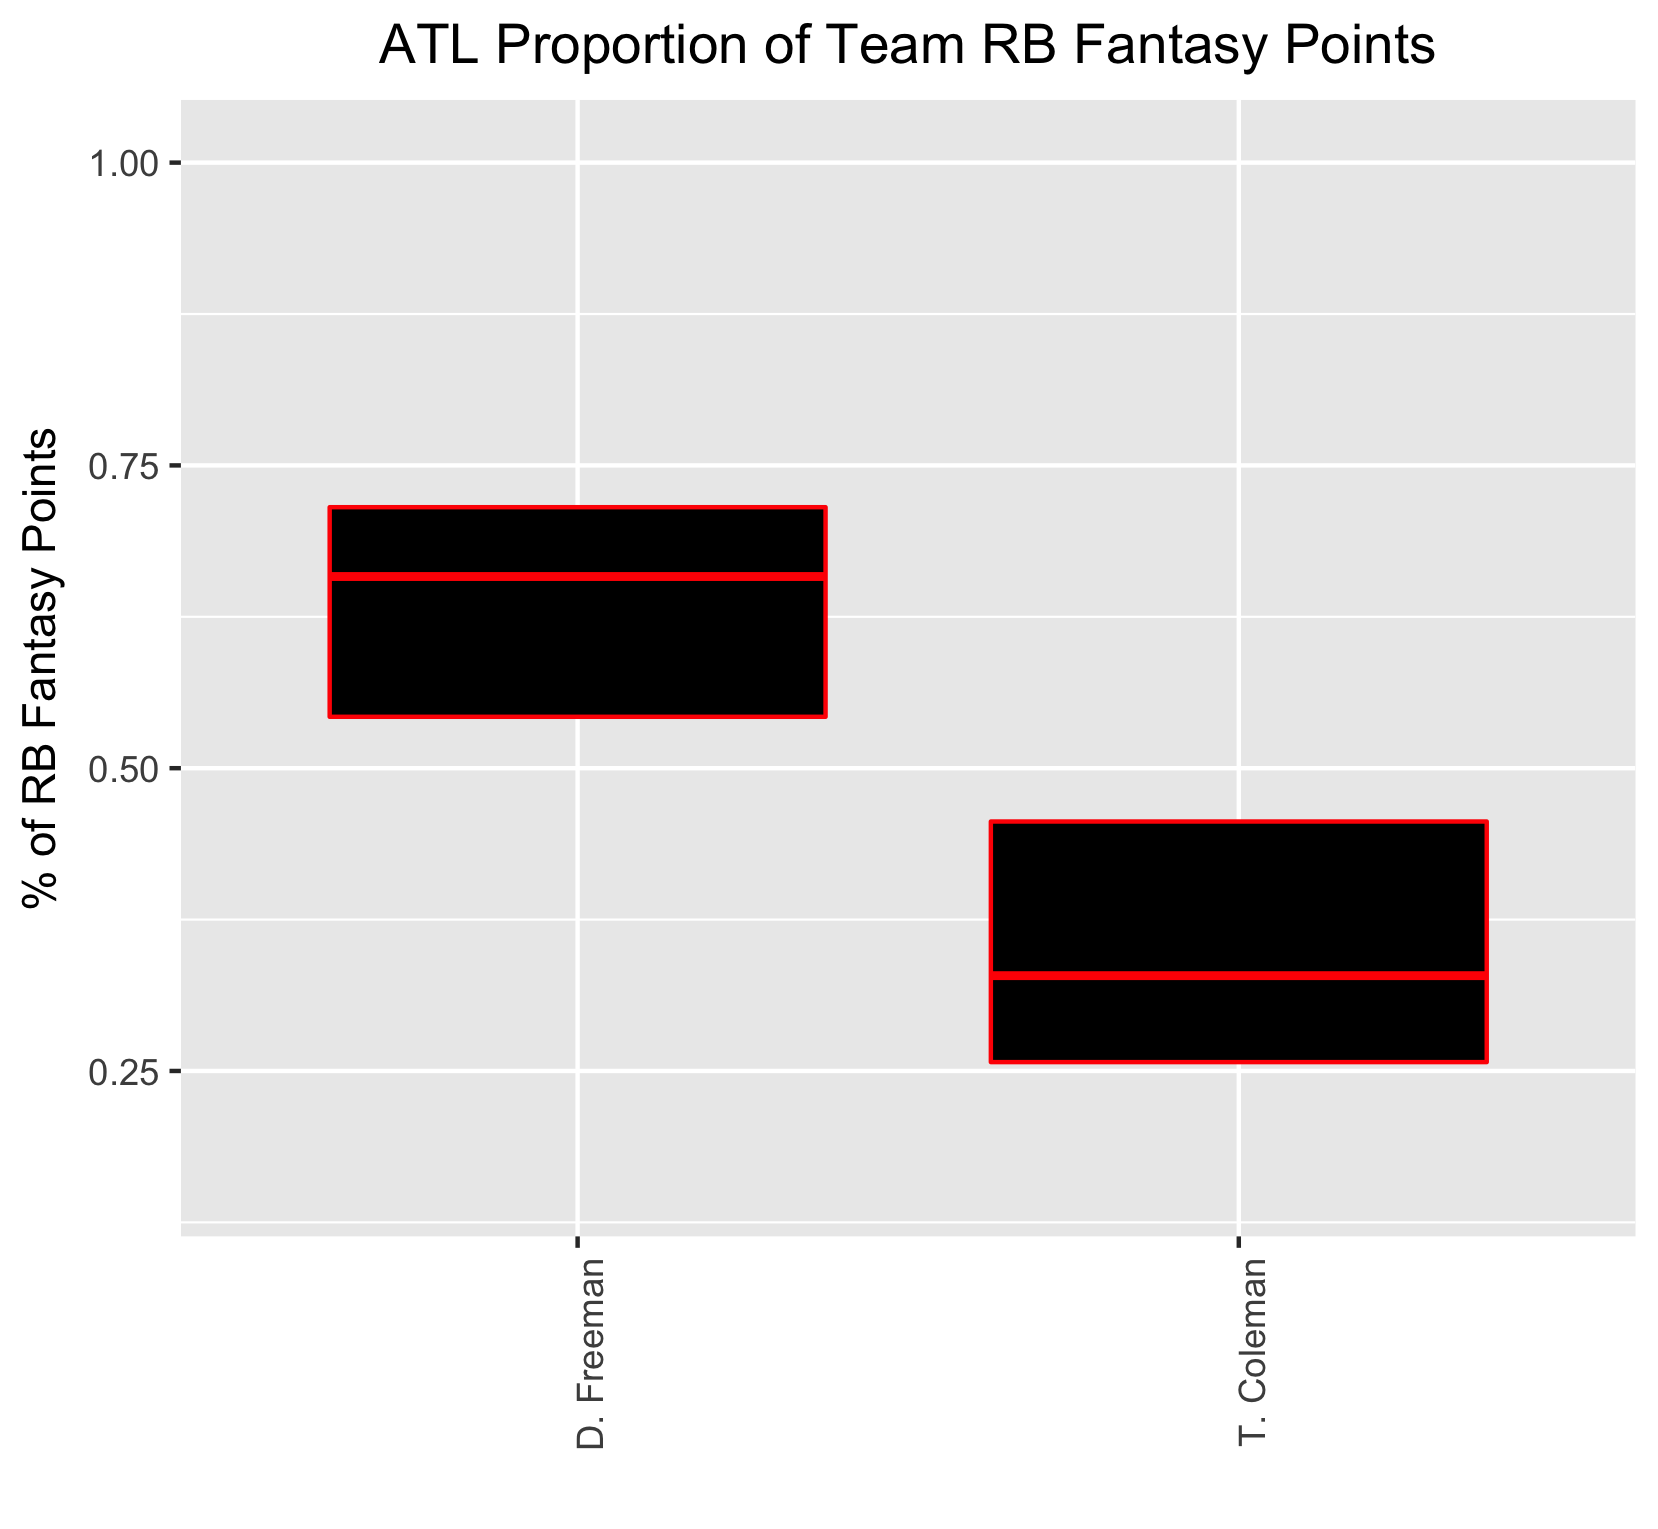 ATL Proportion of Team RB Fantasy Points
% of RB Fantasy Points
1.00
0.75
0.50
0.25
D. Freeman
T. Coleman